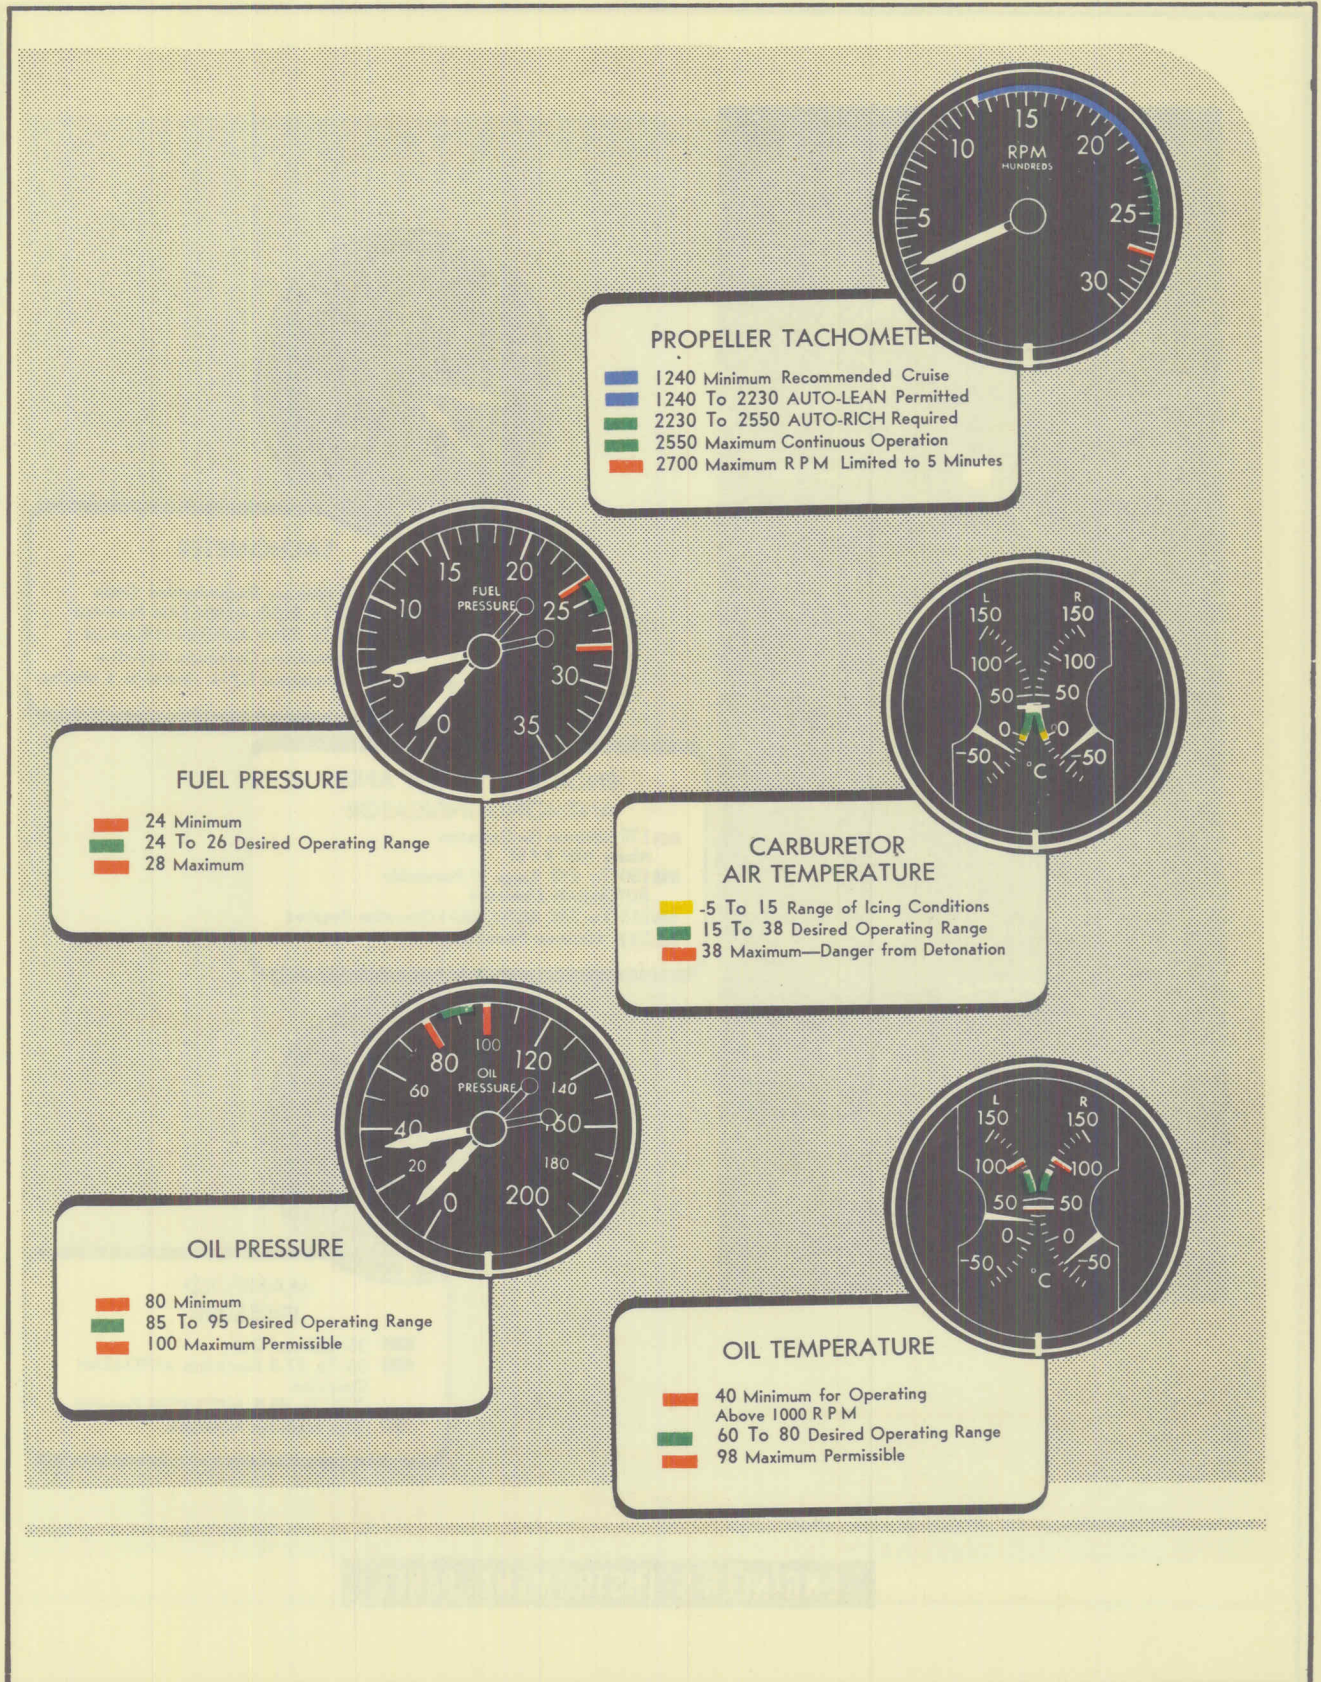 15
10 20
RPM
HUNDREDS
5 25
0 30
PROPELLER TACHOMETE
1240 Minimum Recommended Cruise
1240 To 2230 AUTO-LEAN Permitted
2230 To 2550 AUTO-RICH Required
2550 Maximum Continuous Operation
2700 Maximum R P M Limited to 5 Minutes
15 20
FUEL
PRESSURE
10 25
5 30
0 35
FUEL PRESSURE
24 Minimum
24 To 26 Desired Operating Range
28 Maximum
L R
150 150
100 100
50 50
0 0
-50 -50
°C
CARBURETOR
AIR TEMPERATURE
-5 To 15 Range of Icing Conditions
15 To 38 Desired Operating Range
38 Maximum—Danger from Detonation
100
80 120
OIL
PRESSURE
60 140
40 160
20 180
0 200
OIL PRESSURE
80 Minimum
85 To 95 Desired Operating Range
100 Maximum Permissible
L R
150 150
100 100
50 50
0 0
-50 -50
°C
OIL TEMPERATURE
40 Minimum for Operating
Above 1000 R P M
60 To 80 Desired Operating Range
98 Maximum Permissible